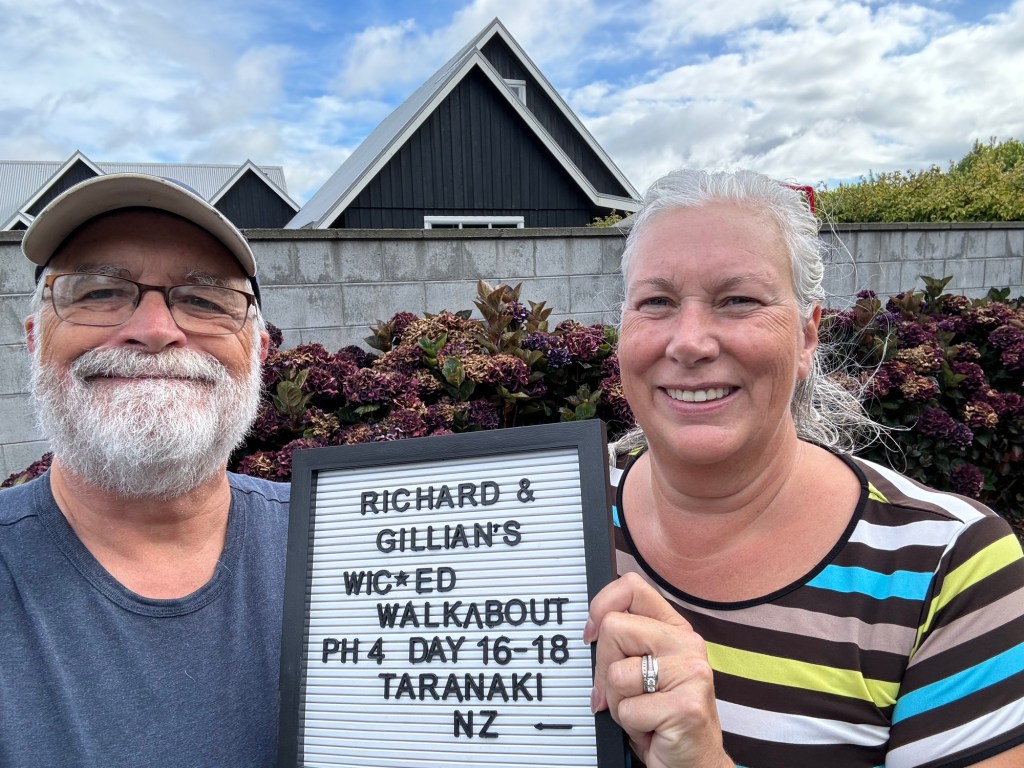 RICHARD &
GILLIAN'S
WIC*ED
WALKABOUT
PH 4 DAY 16-18
TARANAKI
NZ ←